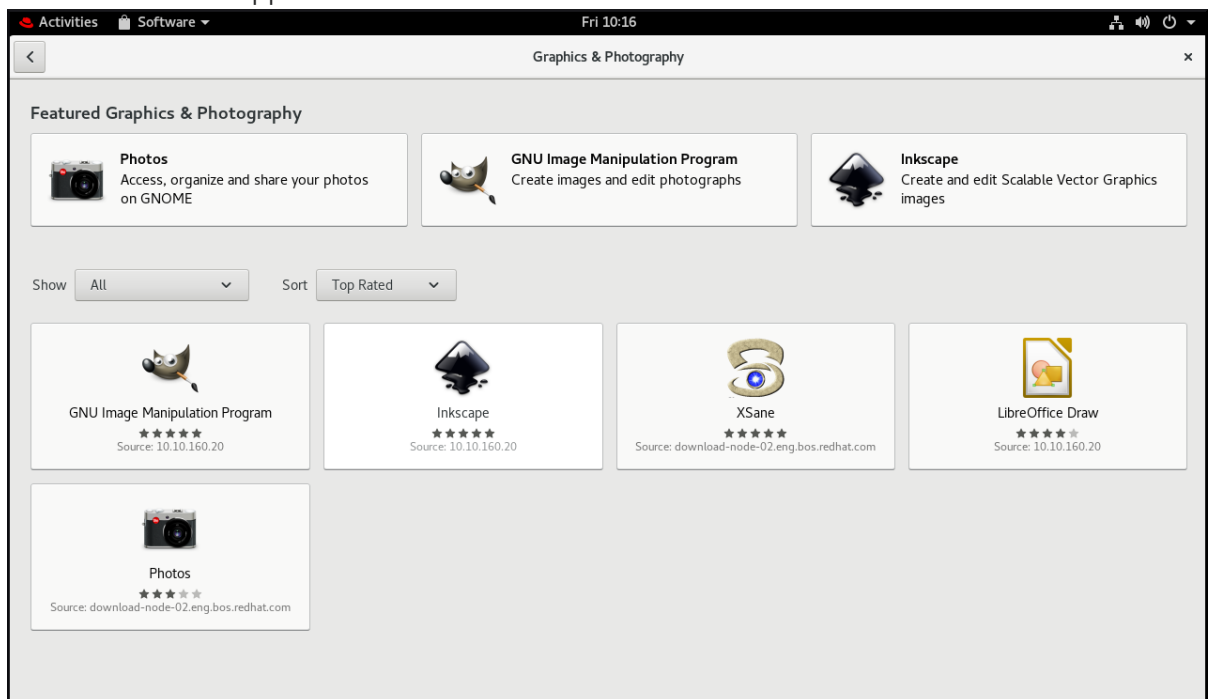 Activities Software Fri 10:16
Graphics & Photography
Featured Graphics & Photography
Photos
Access, organize and share your photos
on GNOME
GNU Image Manipulation Program
Create images and edit photographs
Inkscape
Create and edit Scalable Vector Graphics
images
Show All Sort Top Rated
GNU Image Manipulation Program
Source: 10.10.160.20
Inkscape
Source: 10.10.160.20
XSane
Source: download-node-02.eng.bos.redhat.com
LibreOffice Draw
Source: 10.10.160.20
Photos
Source: download-node-02.eng.bos.redhat.com